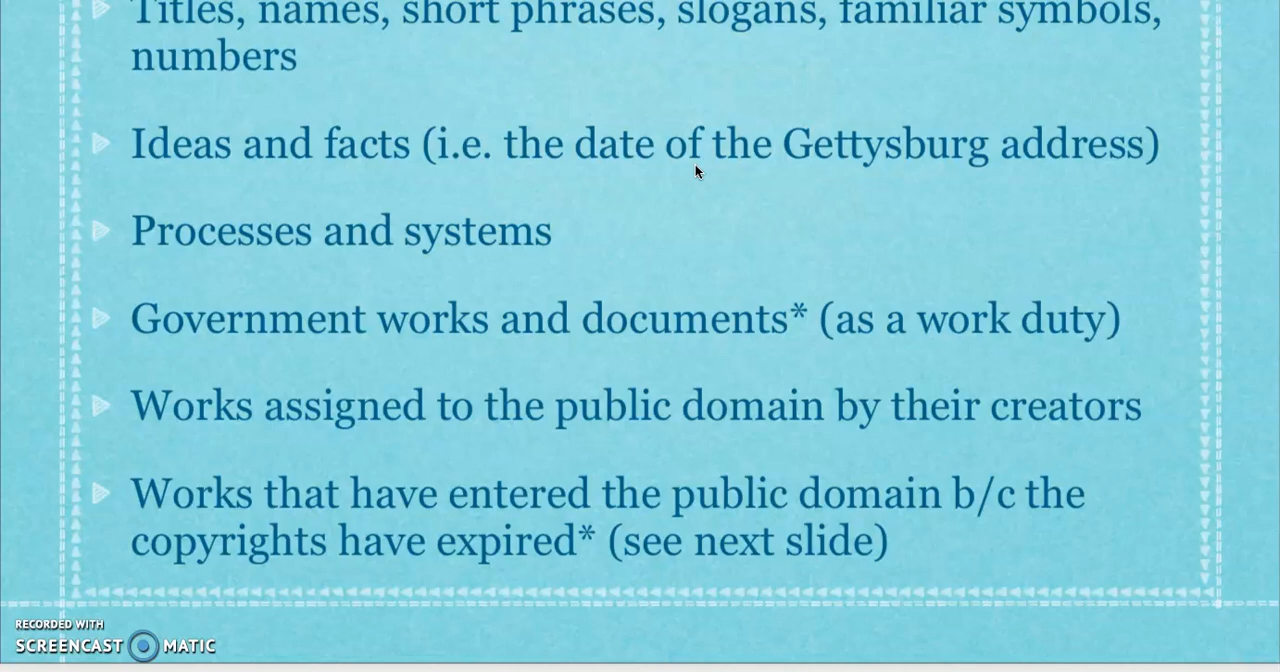 Titles, names, short phrases, slogans, familiar symbols,
numbers
Ideas and facts (i.e. the date of the Gettysburg address)
Processes and systems
Government works and documents* (as a work duty)
Works assigned to the public domain by their creators
Works that have entered the public domain b/c the
copyrights have expired* (see next slide)
RECORDED WITH
SCREENCAST MATIC